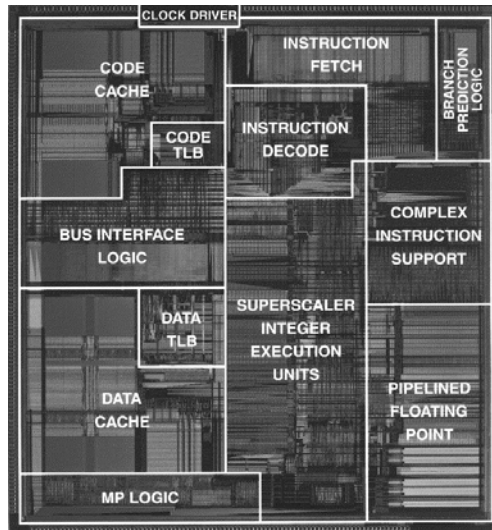 CLOCK DRIVER
CODE
CACHE
INSTRUCTION
FETCH
BRANCH
PREDICTION
LOGIC
CODE
TLB
INSTRUCTION
DECODE
BUS INTERFACE
LOGIC
COMPLEX
INSTRUCTION
SUPPORT
DATA
TLB
SUPERSCALER
INTEGER
EXECUTION
UNITS
DATA
CACHE
PIPELINED
FLOATING
POINT
MP LOGIC